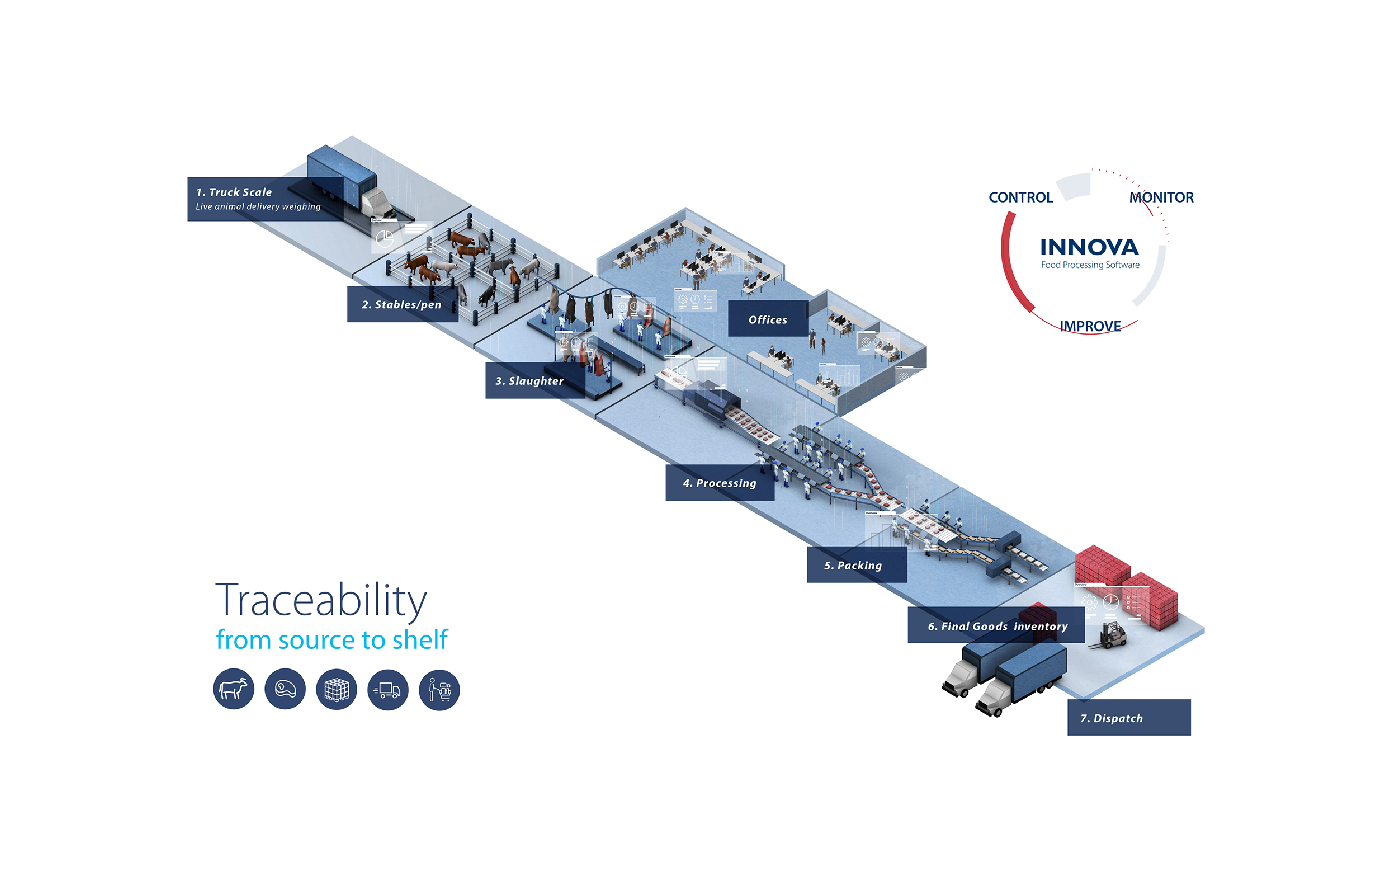 1. Truck Scale
Live animal delivery weighing
2. Stables/pen
3. Slaughter
Offices
4. Processing
5. Packing
6. Final Goods Inventory
7. Dispatch
CONTROL
MONITOR
INNOVA
Food Processing Software
IMPROVE
Traceability
from source to shelf